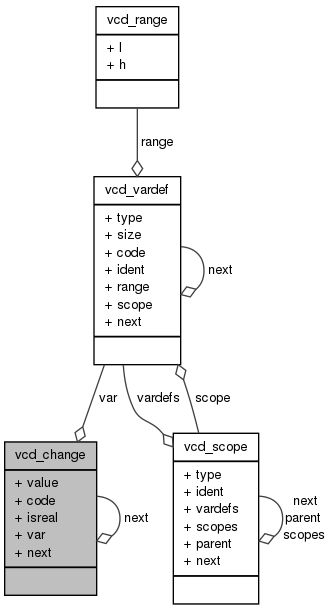 vcd_range
+ l
+ h
range
vcd_vardef
+ type
+ size
+ code
+ ident
+ range
+ scope
+ next
next
var
vardefs
scope
vcd_change
+ value
+ code
+ isreal
+ var
+ next
next
vcd_scope
+ type
+ ident
+ vardefs
+ scopes
+ parent
+ next
next
parent
scopes